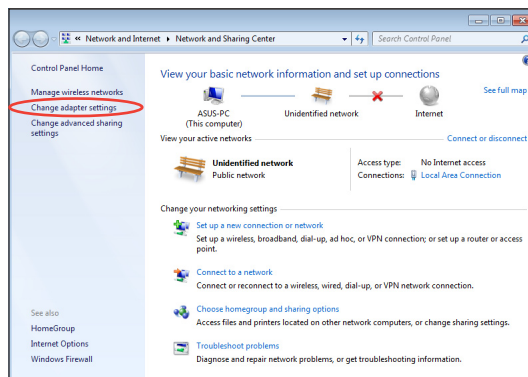 « Network and Internet ▸ Network and Sharing Center
Search Control Panel
Control Panel Home
Manage wireless networks
Change adapter settings
Change advanced sharing
settings
See also
HomeGroup
Internet Options
Windows Firewall
View your basic network information and set up connections
See full map
ASUS-PC
(This computer)
Unidentified network
Internet
View your active networks
Connect or disconnect
Unidentified network
Public network
Access type: No Internet access
Connections: Local Area Connection
Change your networking settings
Set up a new connection or network
Set up a wireless, broadband, dial-up, ad hoc, or VPN connection; or set up a router or access
point.
Connect to a network
Connect or reconnect to a wireless, wired, dial-up, or VPN network connection.
Choose homegroup and sharing options
Access files and printers located on other network computers, or change sharing settings.
Troubleshoot problems
Diagnose and repair network problems, or get troubleshooting information.